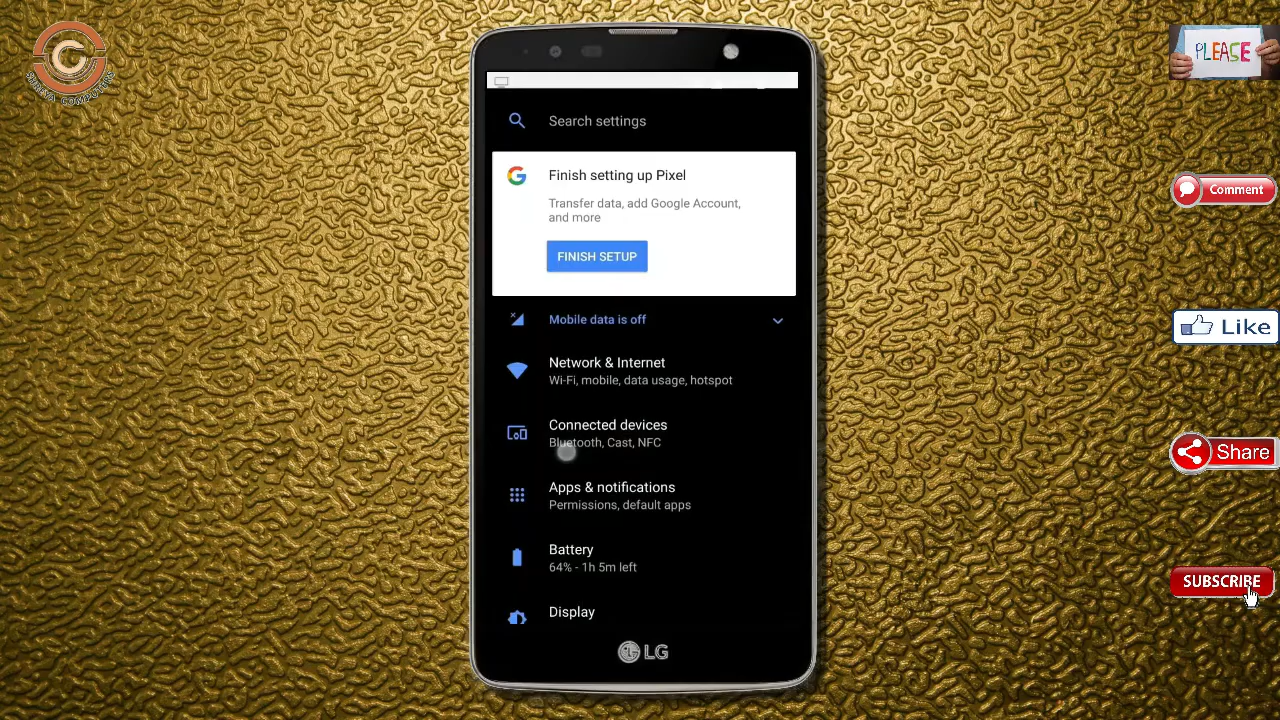 C
SHREYA COMPUTERS
PLEASE
Search settings
Finish setting up Pixel
Transfer data, add Google Account,
and more
FINISH SETUP
Mobile data is off
Network & Internet
Wi-Fi, mobile, data usage, hotspot
Connected devices
Bluetooth, Cast, NFC
Apps & notifications
Permissions, default apps
Battery
64% - 1h 5m left
Display
LG
Comment
Like
Share
SUBSCRIBE